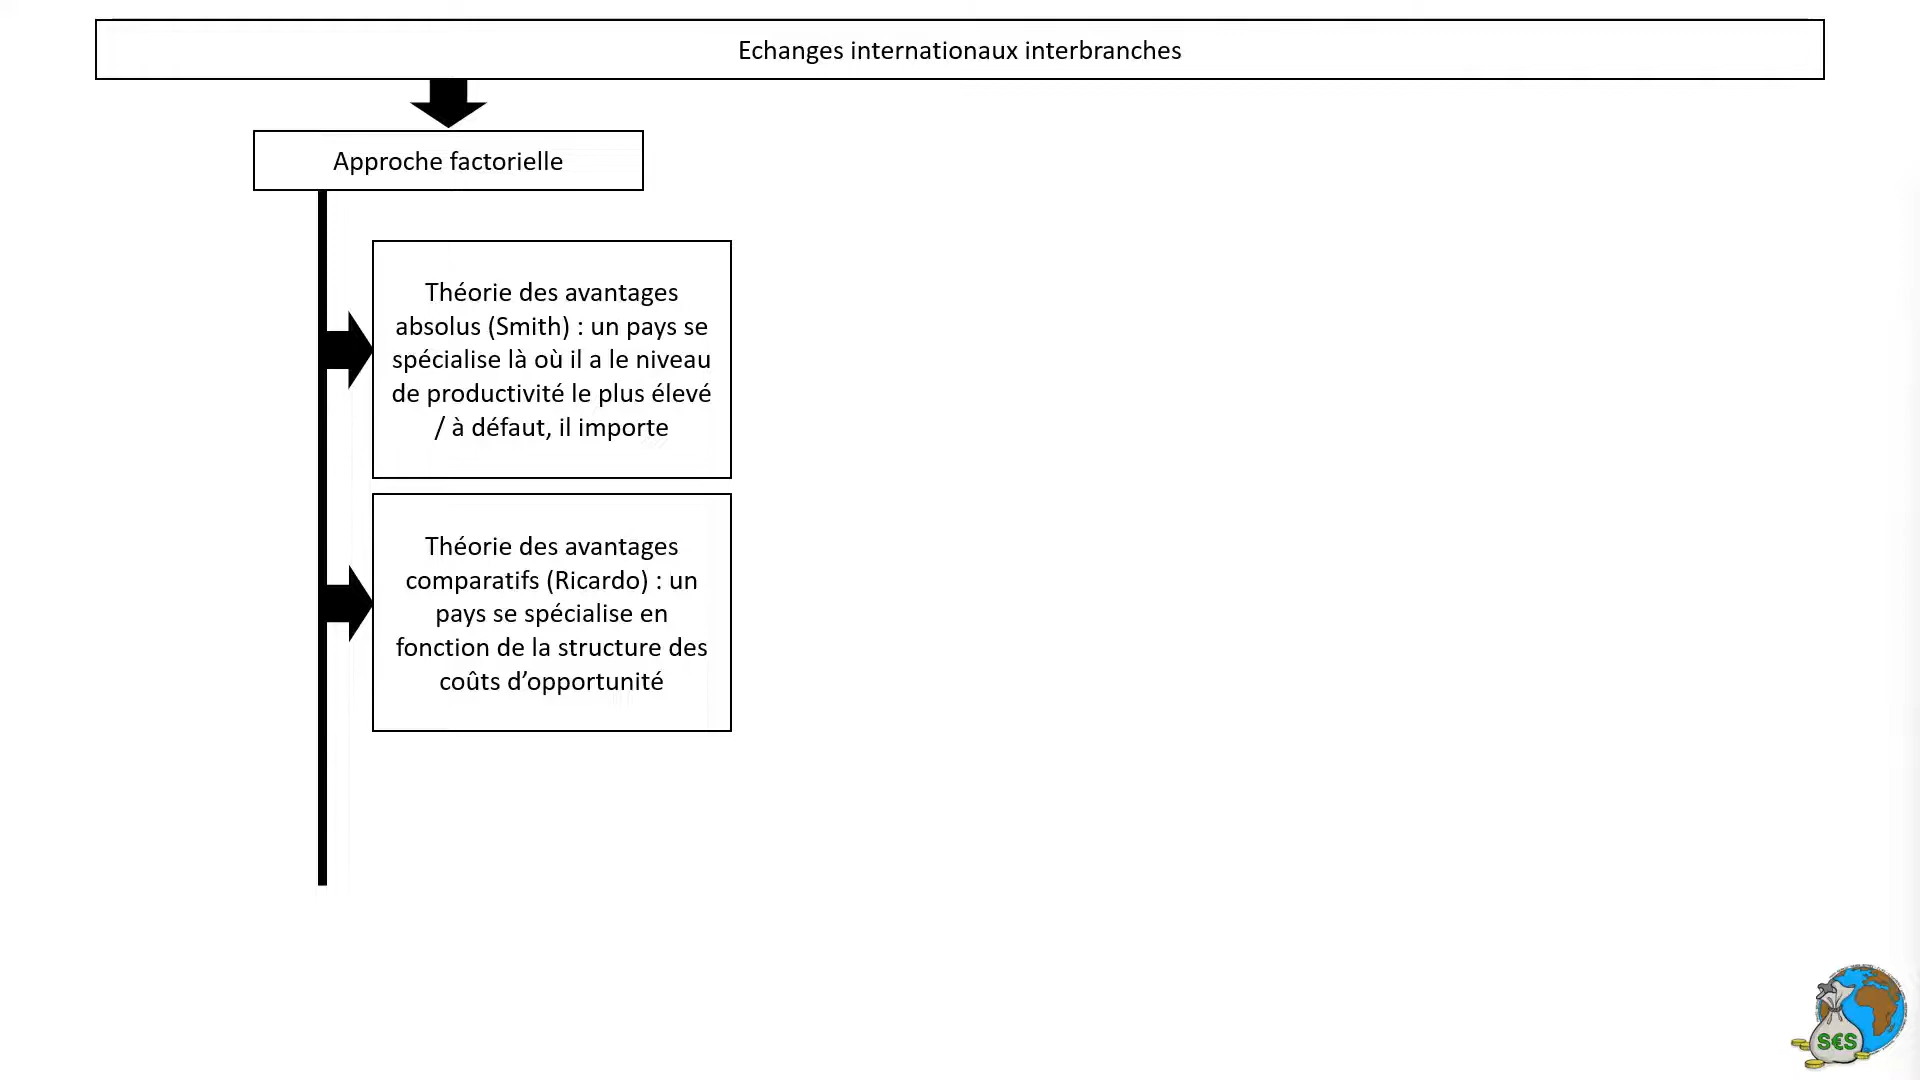 Echanges internationaux interbranches
Approche factorielle
Théorie des avantages
absolus (Smith) : un pays se
spécialise là où il a le niveau
de productivité le plus élevé
/ à défaut, il importe
Théorie des avantages
comparatifs (Ricardo) : un
pays se spécialise en
fonction de la structure des
coûts d’opportunité
S€S